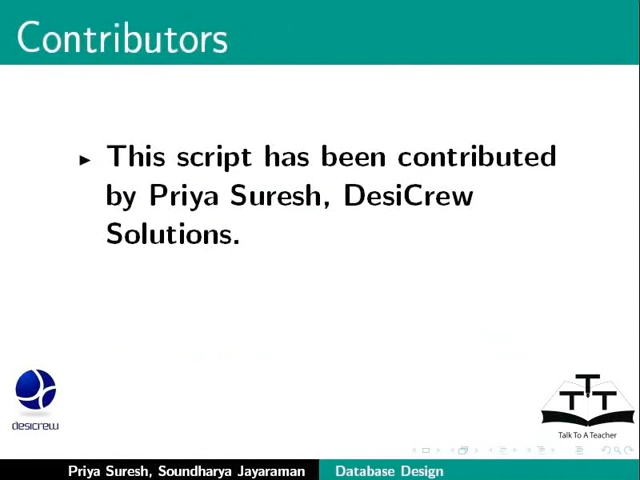 Contributors
This script has been contributed
by Priya Suresh, DesiCrew
Solutions.
desicrew
T T T
Talk To A Teacher
Priya Suresh, Soundharya Jayaraman
Database Design